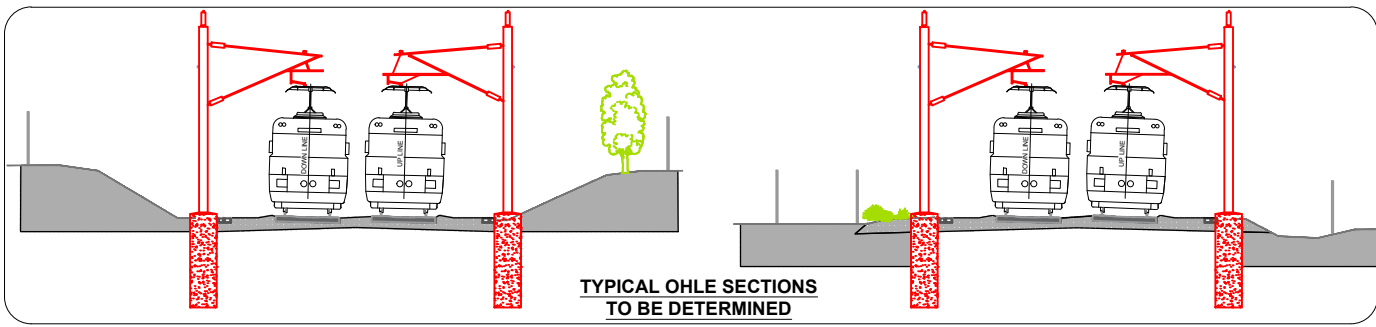 DOWN LINE
UP LINE
DOWN LINE
UP LINE
TYPICAL OHLE SECTIONS
TO BE DETERMINED